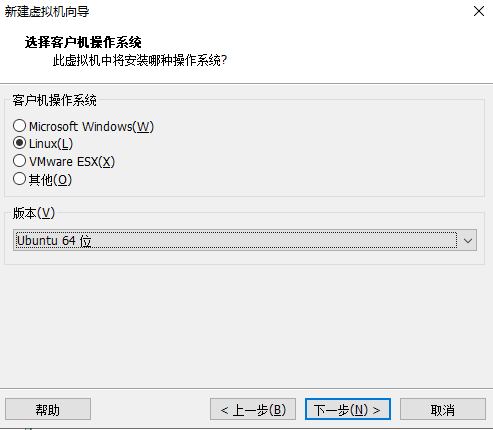 新建虚拟机向导
选择客户机操作系统
此虚拟机中将安装哪种操作系统?
客户机操作系统
Microsoft Windows(W)
Linux(L)
VMware ESX(X)
其他(O)
版本(V)
Ubuntu 64 位
帮助
< 上一步(B)
下一步(N) >
取消